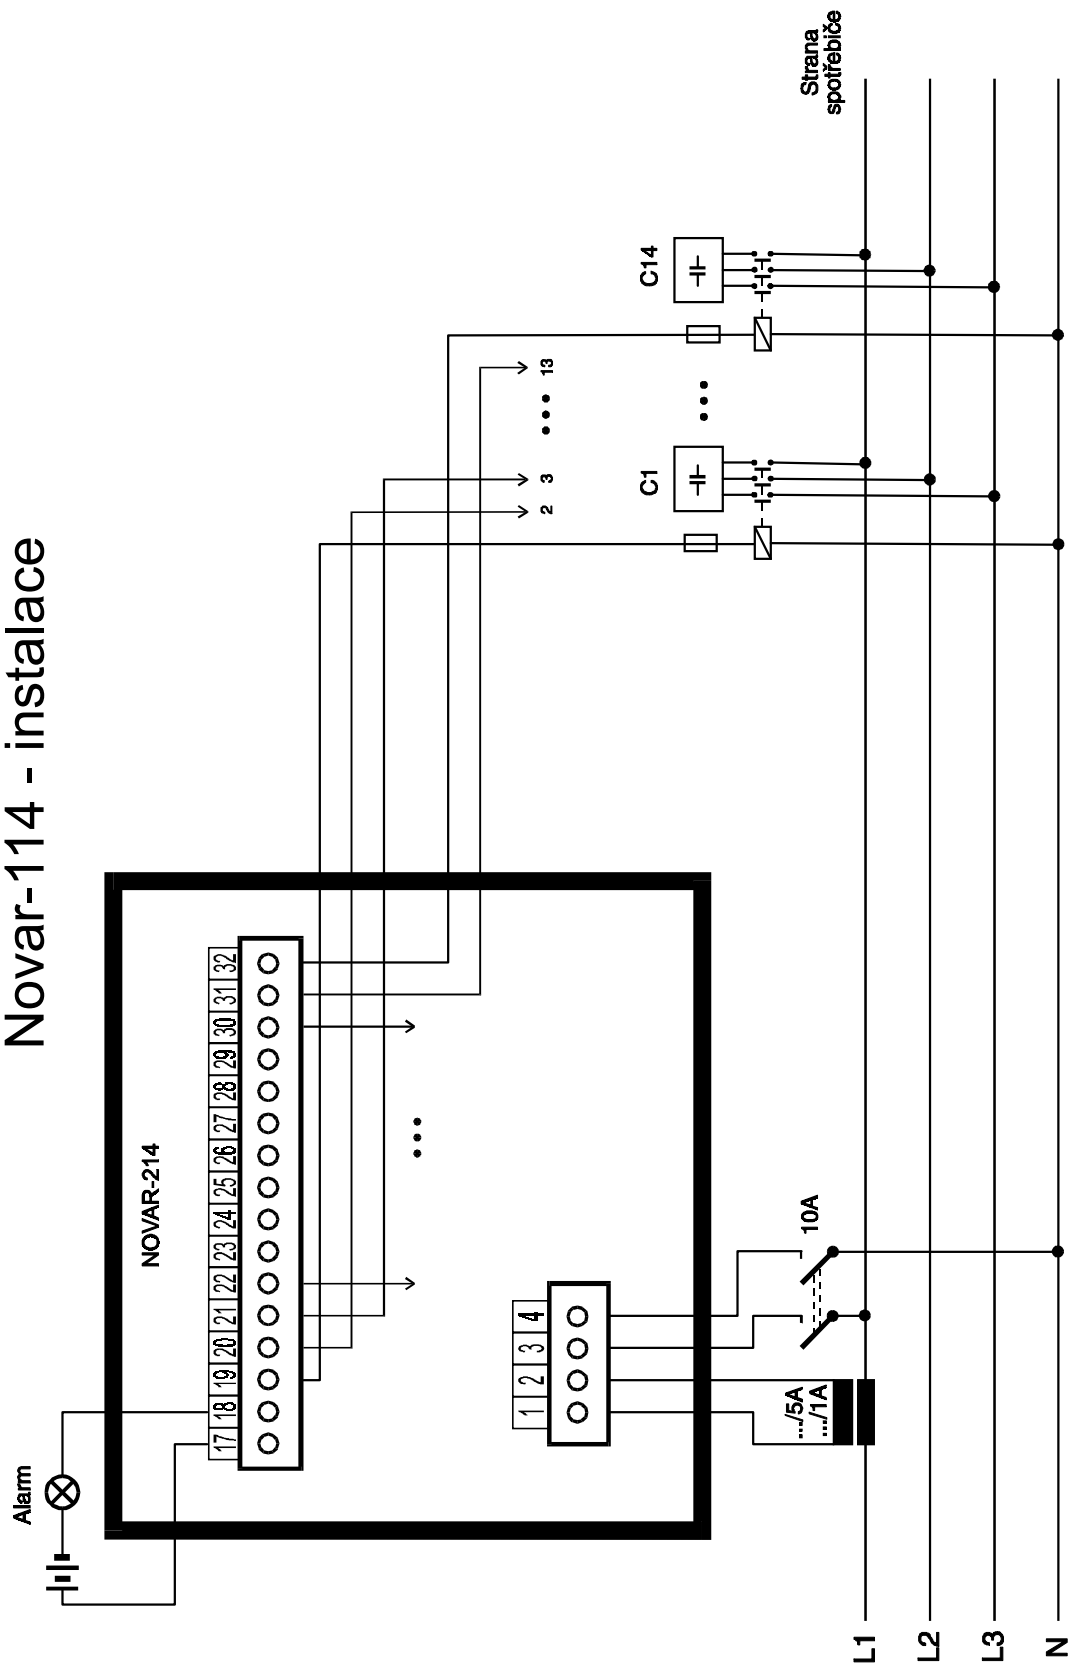 Novar-114 - instalace
Alarm
NOVAR-214
17 18 19 20 21 22 23 24 25 26 27 28 29 30 31 32
1 2 3 4
2 3 13
C1
C14
.../5A
.../1A
10A
Strana
spotřebiče
L1
L2
L3
N